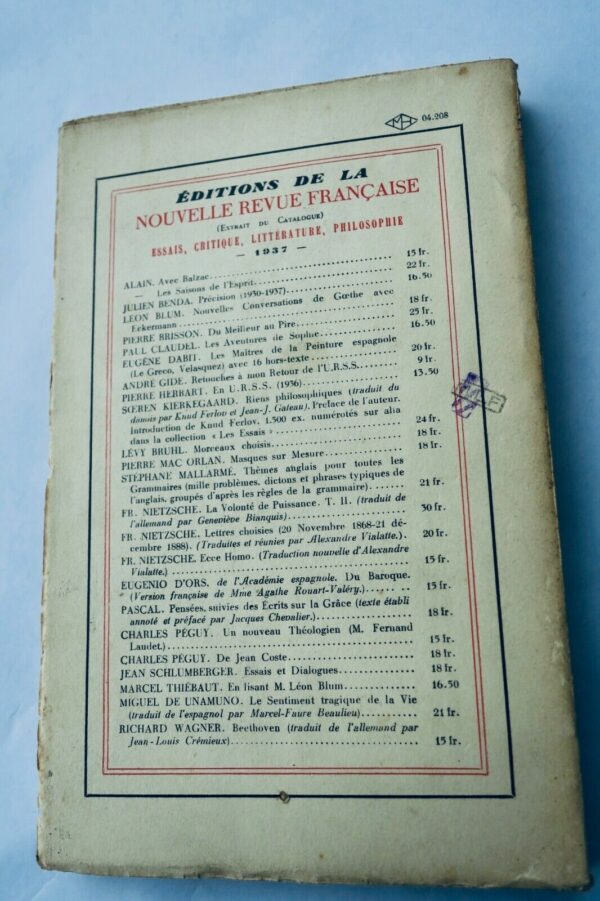 04.208
ÉDITIONS DE LA
NOUVELLE REVUE FRANÇAISE
(Extrait du Catalogue)
ESSAIS, CRITIQUE, LITTÉRATURE, PHILOSOPHIE
— 1937 —
ALAIN. Avec Balzac 15 fr.
— Les Saisons de l'Esprit 22 fr.
JULIEN BENDA. Précision (1930-1937) 16.50
LÉON BLUM. Nouvelles Conversations de Gœthe avec
Eckermann 18 fr.
PIERRE BRISSON. Du Meilleur au Pire 25 fr.
PAUL CLAUDEL. Les Aventures de Sophie 16.50
EUGÈNE DABIT. Les Maîtres de la Peinture espagnole
(Le Greco, Velasquez) avec 16 hors-texte 20 fr.
ANDRÉ GIDE. Retouches à mon Retour de l'U.R.S.S. 9 fr.
PIERRE HERBART. En U.R.S.S. (1936) 13.50
SŒREN KIERKEGAARD. Riens philosophiques (traduit du
danois par Knud Ferlov et Jean-J. Gateau). Préface de l'auteur.
Introduction de Knud Ferlov. 1.500 ex. numérotés sur alfa
dans la collection « Les Essais » 24 fr.
LÉVY BRUHL. Morceaux choisis 18 fr.
PIERRE MAC ORLAN. Masques sur Mesure 18 fr.
STÉPHANE MALLARMÉ. Thèmes anglais pour toutes les
Grammaires (mille problèmes, dictons et phrases typiques de
l'anglais, groupés d'après les règles de la grammaire) 21 fr.
FR. NIETZSCHE. La Volonté de Puissance. T. II. (traduit de
l'allemand par Geneviève Bianquis) 30 fr.
FR. NIETZSCHE. Lettres choisies (20 Novembre 1868-21 dé-
cembre 1888). (Traduites et réunies par Alexandre Vialatte.) 20 fr.
FR. NIETZSCHE. Ecce Homo. (Traduction nouvelle d'Alexandre
Vialatte.) 15 fr.
EUGENIO D'ORS. de l'Académie espagnole. Du Baroque.
(Version française de Mme Agathe Rouart-Valéry.) 15 fr.
PASCAL. Pensées, suivies des Écrits sur la Grâce (texte établi
annoté et préfacé par Jacques Chevalier.) 18 fr.
CHARLES PÉGUY. Un nouveau Théologien (M. Fernand
Laudet.) 15 fr.
CHARLES PÉGUY. De Jean Coste 18 fr.
JEAN SCHLUMBERGER. Essais et Dialogues 18 fr.
MARCEL THIÉBAUT. En lisant M. Léon Blum 16.50
MIGUEL DE UNAMUNO. Le Sentiment tragique de la Vie
(traduit de l'espagnol par Marcel-Faure Beaulieu) 21 fr.
RICHARD WAGNER. Beethoven (traduit de l'allemand par
Jean-Louis Crémieux) 15 fr.